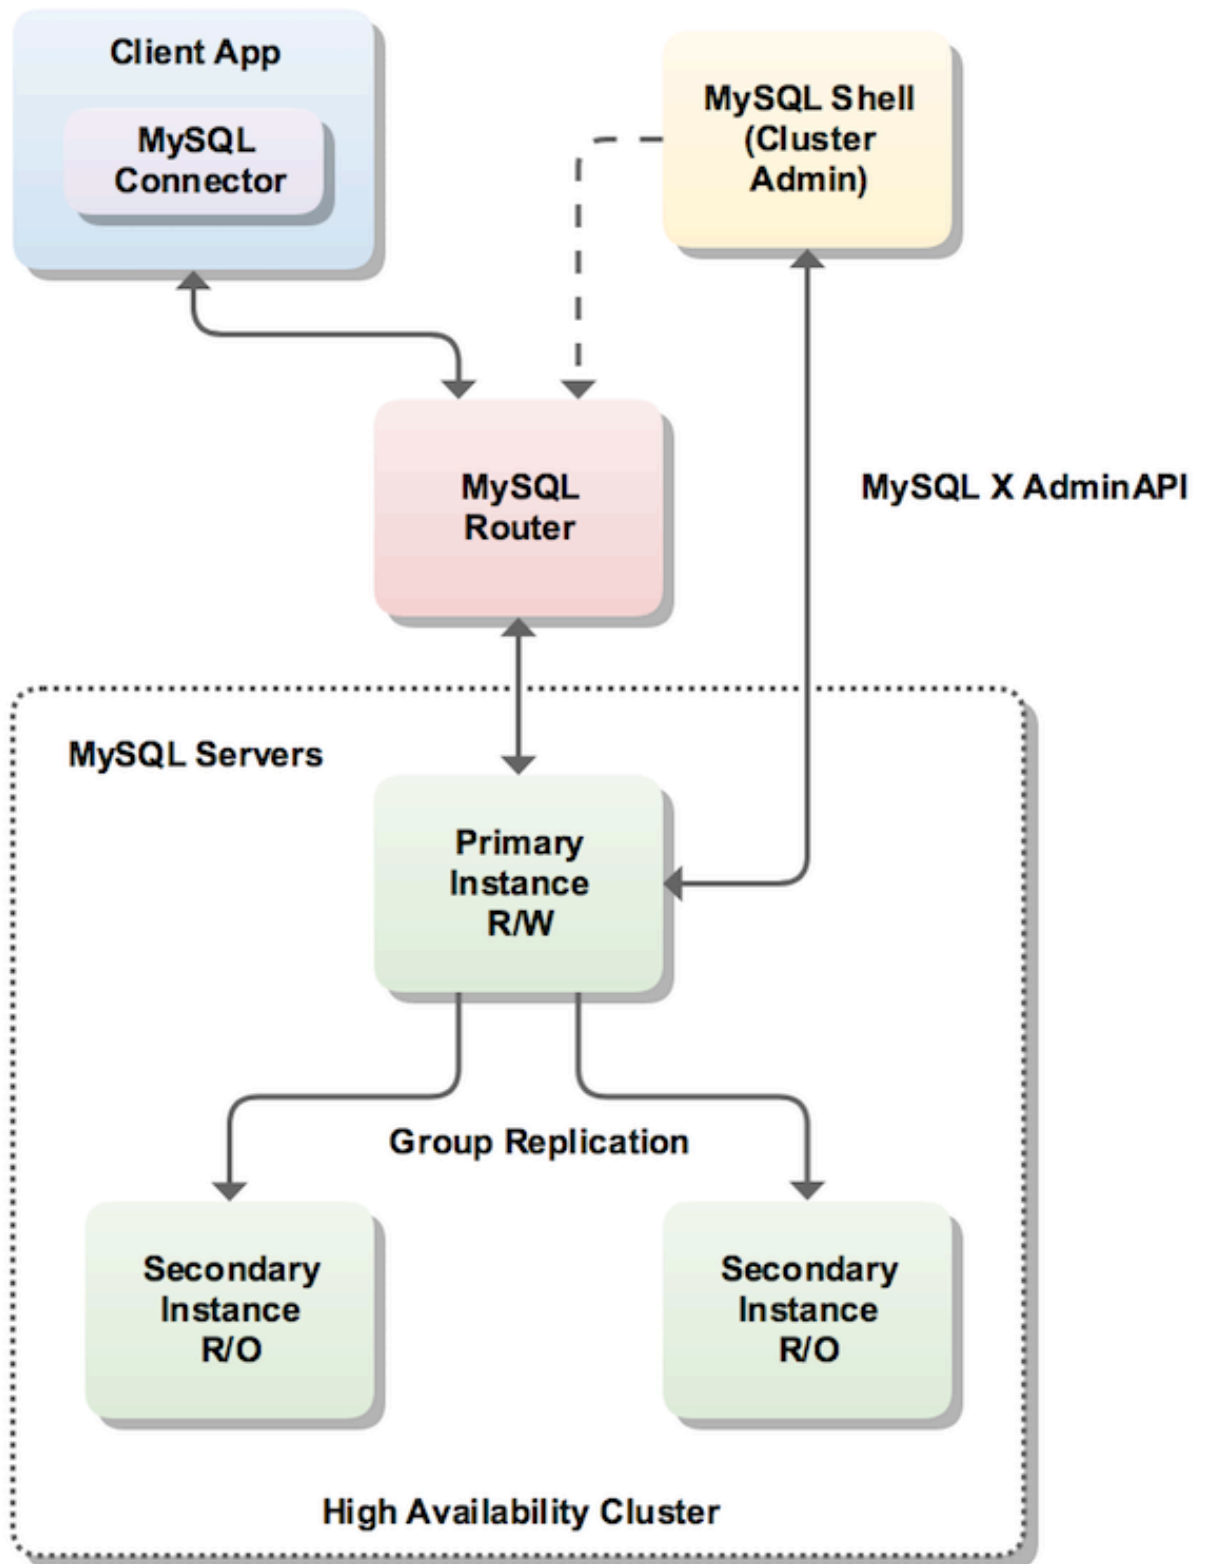 Client App
MySQL
Connector
MySQL Shell
(Cluster
Admin)
MySQL
Router
MySQL X AdminAPI
MySQL Servers
Primary
Instance
R/W
Group Replication
Secondary
Instance
R/O
Secondary
Instance
R/O
High Availability Cluster